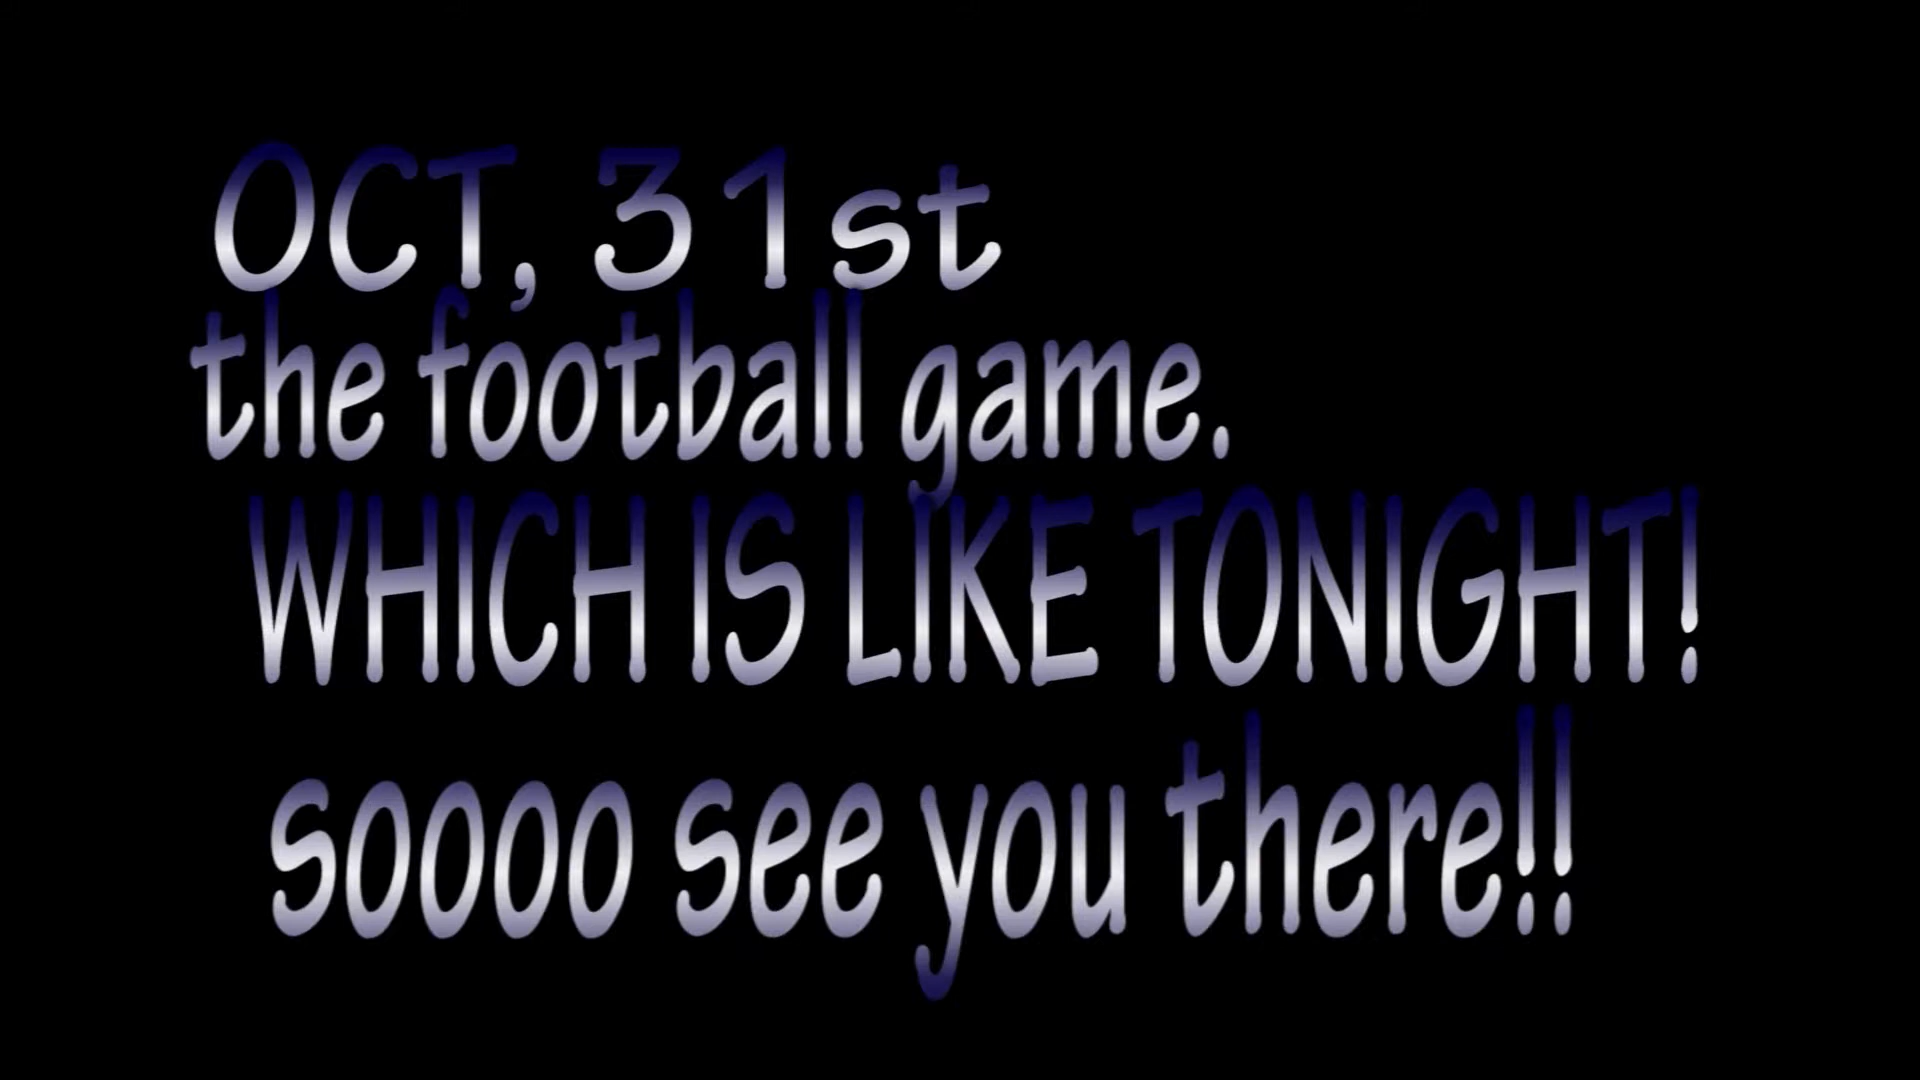 OCT, 31st
the football game.
WHICH IS LIKE TONIGHT!
soooo see you there!!